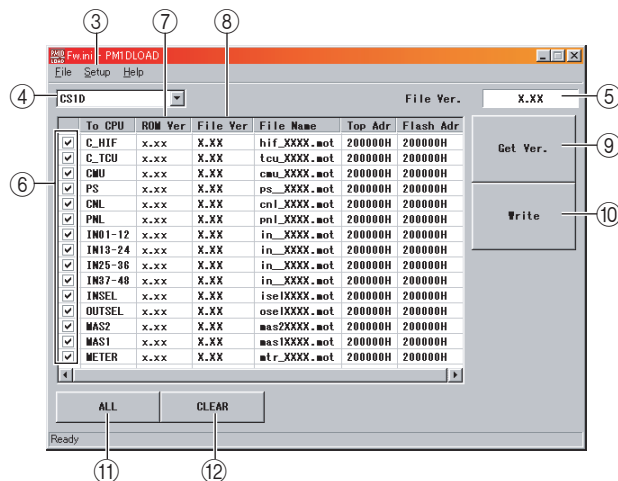 ⑦ ⑧
③
Fw.ini - PM1DLOAD
File Setup Help
④ CS1D File Ver. X.XX ⑤
To CPU ROM Ver File Ver File Name Top Adr Flash Adr
C_HIF x.xx X.XX hif_XXXX.mot 200000H 200000H
C_TCU x.xx X.XX tcu_XXXX.mot 200000H 200000H
CMU x.xx X.XX cmu_XXXX.mot 200000H 200000H
PS x.xx X.XX ps__XXXX.mot 200000H 200000H
CNL x.xx X.XX cnl_XXXX.mot 200000H 200000H
PNL x.xx X.XX pnl_XXXX.mot 200000H 200000H
IN01-12 x.xx X.XX in__XXXX.mot 200000H 200000H
IN13-24 x.xx X.XX in__XXXX.mot 200000H 200000H
IN25-36 x.xx X.XX in__XXXX.mot 200000H 200000H
IN37-48 x.xx X.XX in__XXXX.mot 200000H 200000H
INSEL x.xx X.XX iselXXXX.mot 200000H 200000H
OUTSEL x.xx X.XX oselXXXX.mot 200000H 200000H
MAS2 x.xx X.XX mas2XXXX.mot 200000H 200000H
MAS1 x.xx X.XX mas1XXXX.mot 200000H 200000H
METER x.xx X.XX mtr_XXXX.mot 200000H 200000H
⑥
Get Ver. ⑨
Write ⑩
ALL CLEAR
Ready
⑪ ⑫